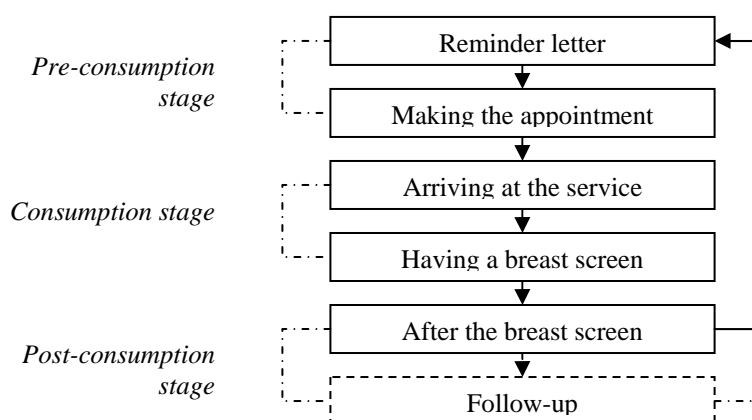 Reminder letter
Pre-consumption
stage
Making the appointment
Arriving at the service
Consumption stage
Having a breast screen
After the breast screen
Post-consumption
stage
Follow-up